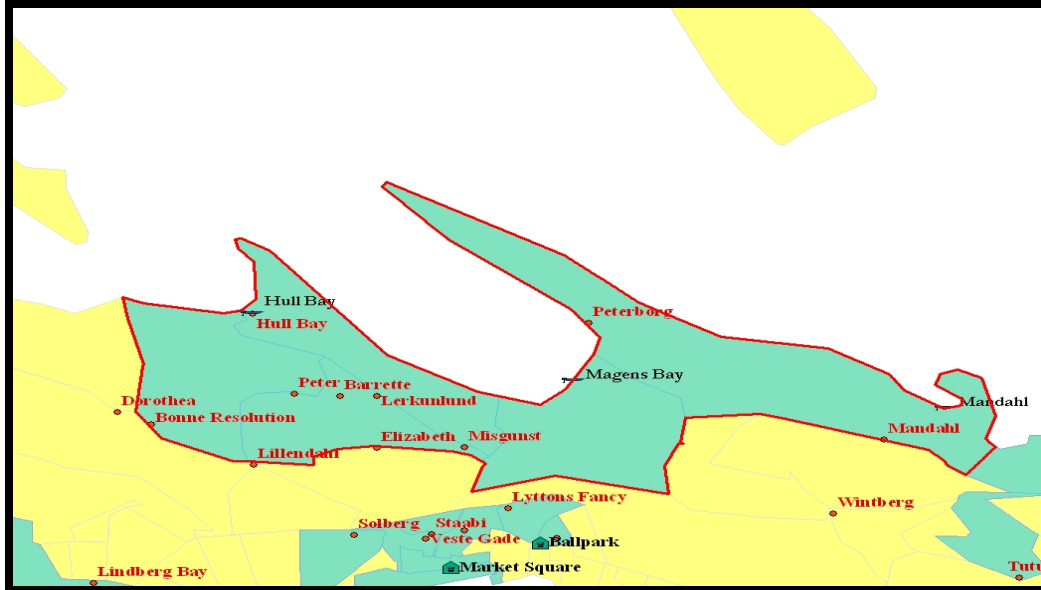 Hull Bay
Peterborg
Hull Bay
Magens Bay
Peter
Barrette
Dorothea
Lerkunlund
Mandahl
Bonne Resolution
Mandahl
Elizabeth
Misgunst
Lillendahl
Lyttons Fancy
Wintberg
Solberg
Staabi
Veste Gade
Ballpark
Market Square
Lindberg Bay
Tutu